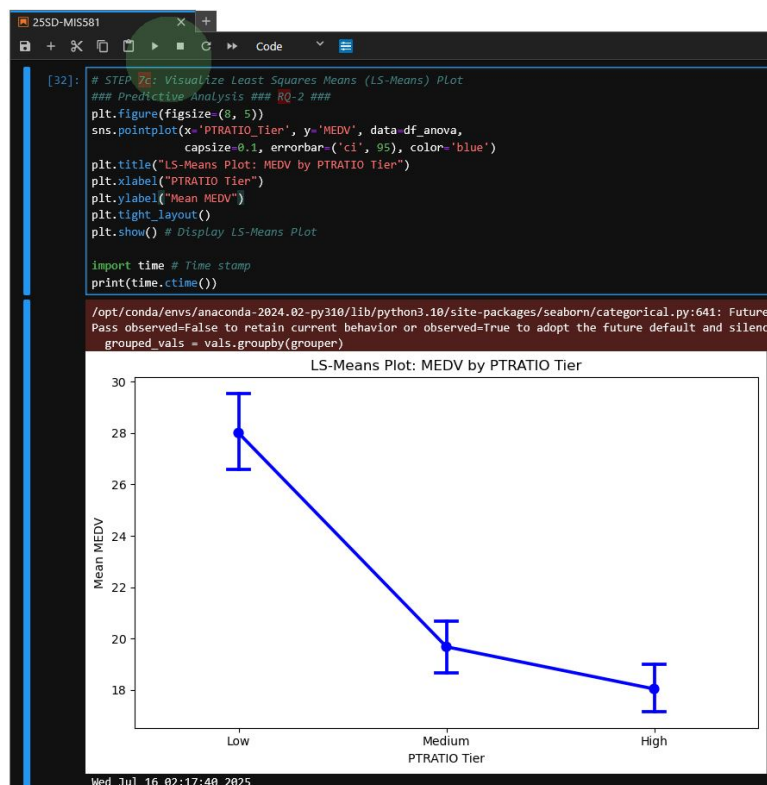 25SD-MIS581
Code
[32]:
# STEP 7c: Visualize Least Squares Means (LS-Means) Plot
### Predictive Analysis ### RQ-2 ###
plt.figure(figsize=(8, 5))
sns.pointplot(x='PTRATIO_Tier', y='MEDV', data=df_anova,
capsize=0.1, errorbar=('ci', 95), color='blue')
plt.title("LS-Means Plot: MEDV by PTRATIO Tier")
plt.xlabel("PTRATIO Tier")
plt.ylabel("Mean MEDV")
plt.tight_layout()
plt.show() # Display LS-Means Plot
import time # Time stamp
print(time.ctime())
/opt/conda/envs/anaconda-2024.02-py310/lib/python3.10/site-packages/seaborn/categorical.py:641: Future
Pass observed=False to retain current behavior or observed=True to adopt the future default and silenc
grouped_vals = vals.groupby(grouper)
LS-Means Plot: MEDV by PTRATIO Tier
30
28
26
24
22
20
18
Mean MEDV
Low
Medium
High
PTRATIO Tier
Wed Jul 16 02:17:40 2025